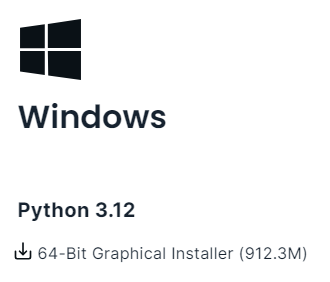 Windows
Python 3.12
64-Bit Graphical Installer (912.3M)